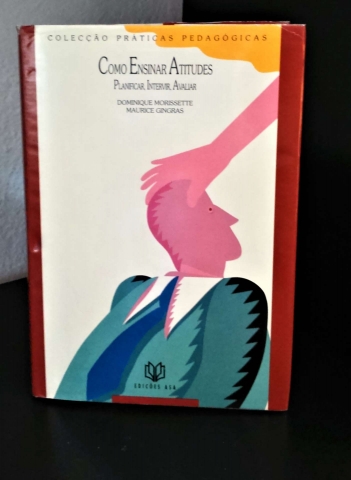 COLECÇÃO PRÁTICAS PEDAGÓGICAS
COMO ENSINAR ATITUDES
PLANIFICAR, INTERVIR, AVALIAR
DOMINIQUE MORISSETTE
MAURICE GINGRAS
EDIÇÕES ASA